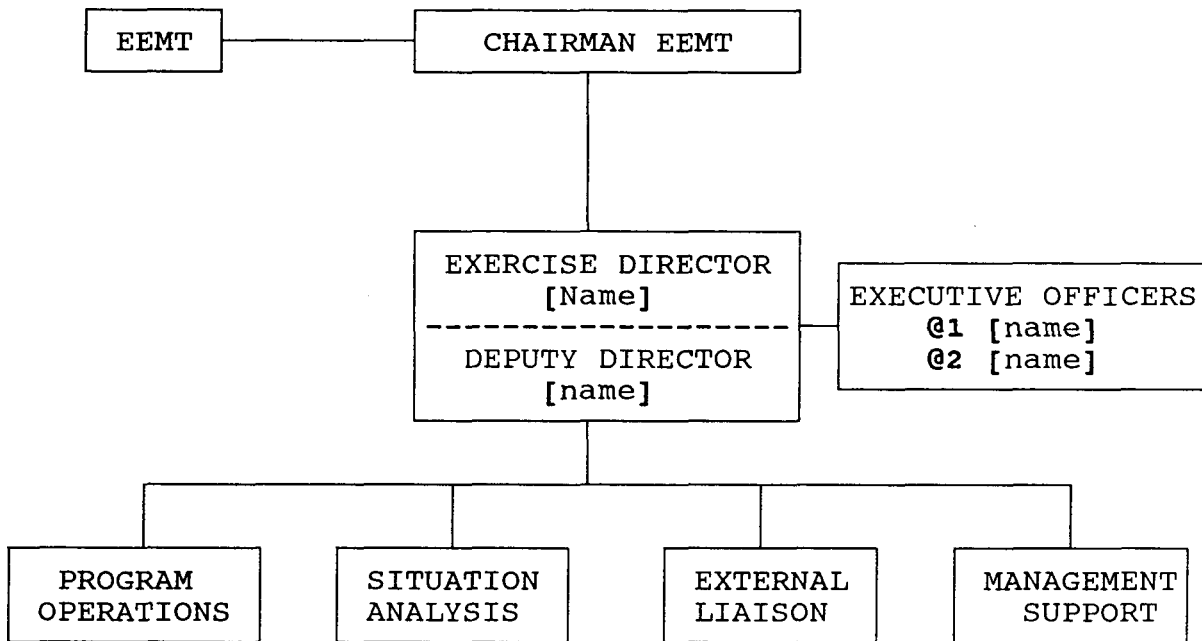 EEMT
CHAIRMAN EEMT
EXERCISE DIRECTOR
[Name]
DEPUTY DIRECTOR
[name]
EXECUTIVE OFFICERS
@1 [name]
@2 [name]
PROGRAM
OPERATIONS
SITUATION
ANALYSIS
EXTERNAL
LIAISON
MANAGEMENT
SUPPORT